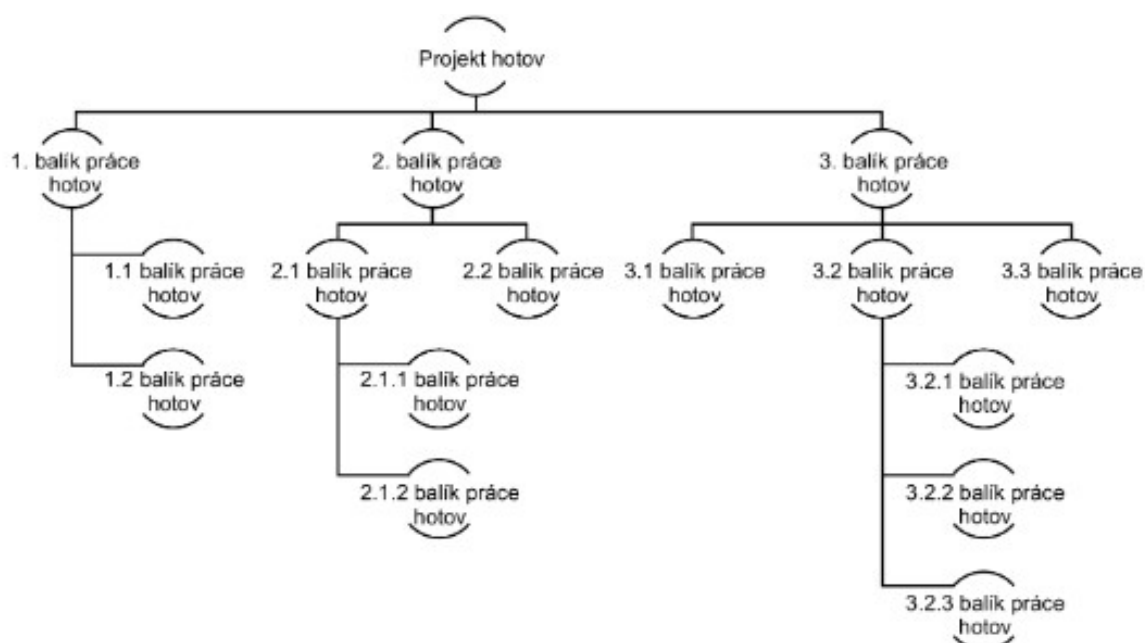 Projekt hotov
1. balík práce
hotov
2. balík práce
hotov
3. balík práce
hotov
1.1 balík práce
hotov
2.1 balík práce
hotov
2.2 balík práce
hotov
3.1 balík práce
hotov
3.2 balík práce
hotov
3.3 balík práce
hotov
1.2 balík práce
hotov
2.1.1 balík práce
hotov
3.2.1 balík práce
hotov
2.1.2 balík práce
hotov
3.2.2 balík práce
hotov
3.2.3 balík práce
hotov